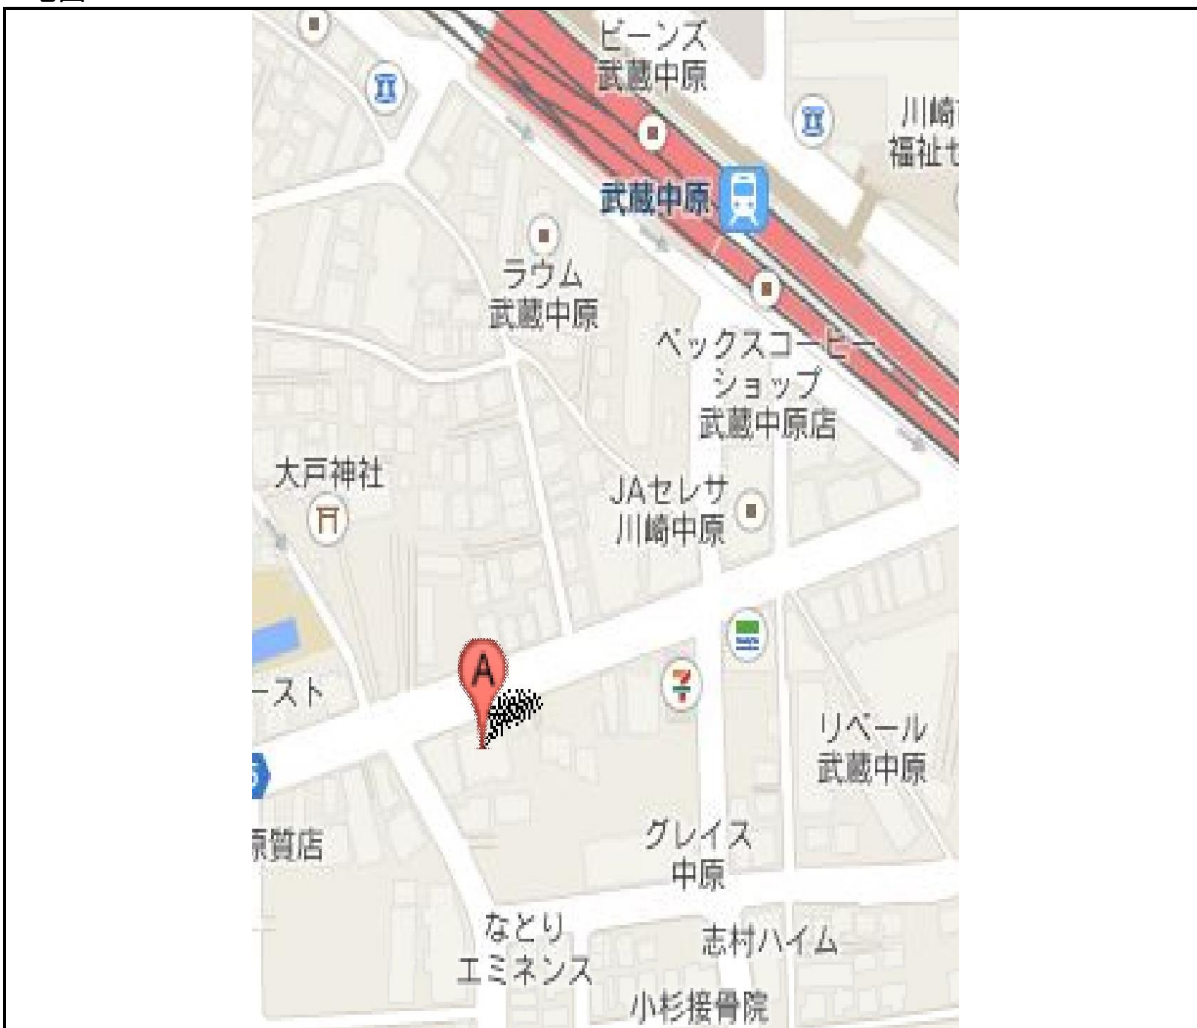 ビーンズ
武蔵中原
川崎
福祉セ
武蔵中原
ラウム
武蔵中原
ベックスコーヒー
ショップ
武蔵中原店
大戸神社
JAセレサ
川崎中原
A
ースト
リベール
武蔵中原
原質店
グレイス
中原
なとり
エミネンス
志村ハイム
小杉接骨院